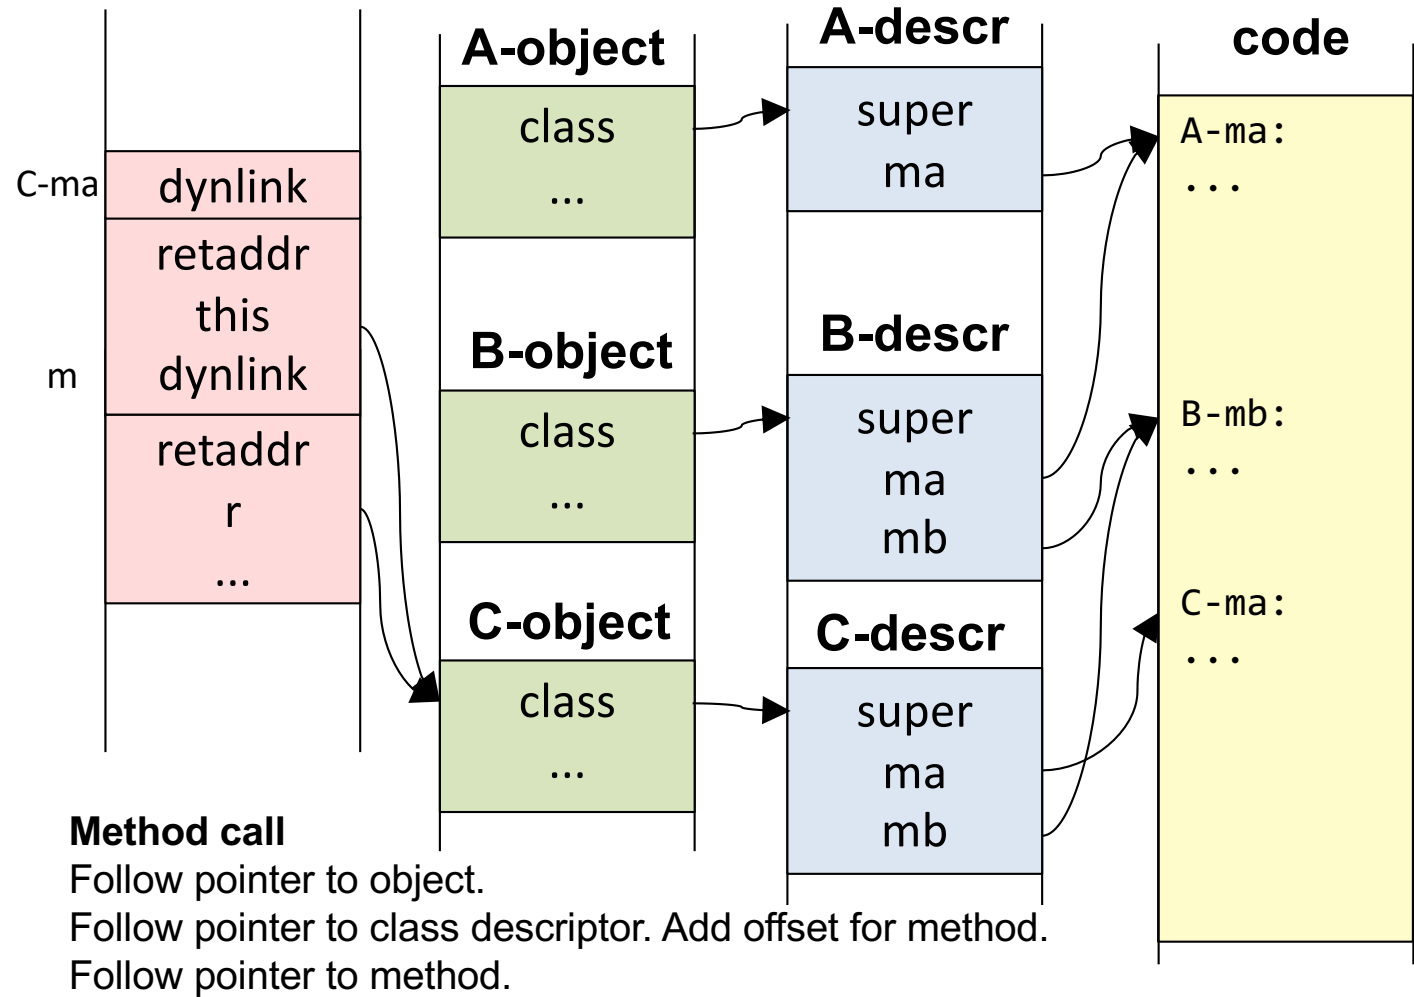 C-ma
dynlink
retaddr
this
m
dynlink
retaddr
r
...
A-object
class
...
B-object
class
...
C-object
class
...
A-descr
super
ma
B-descr
super
ma
mb
C-descr
super
ma
mb
code
A-ma:
...
B-mb:
...
C-ma:
...
Method call
Follow pointer to object.
Follow pointer to class descriptor. Add offset for method.
Follow pointer to method.